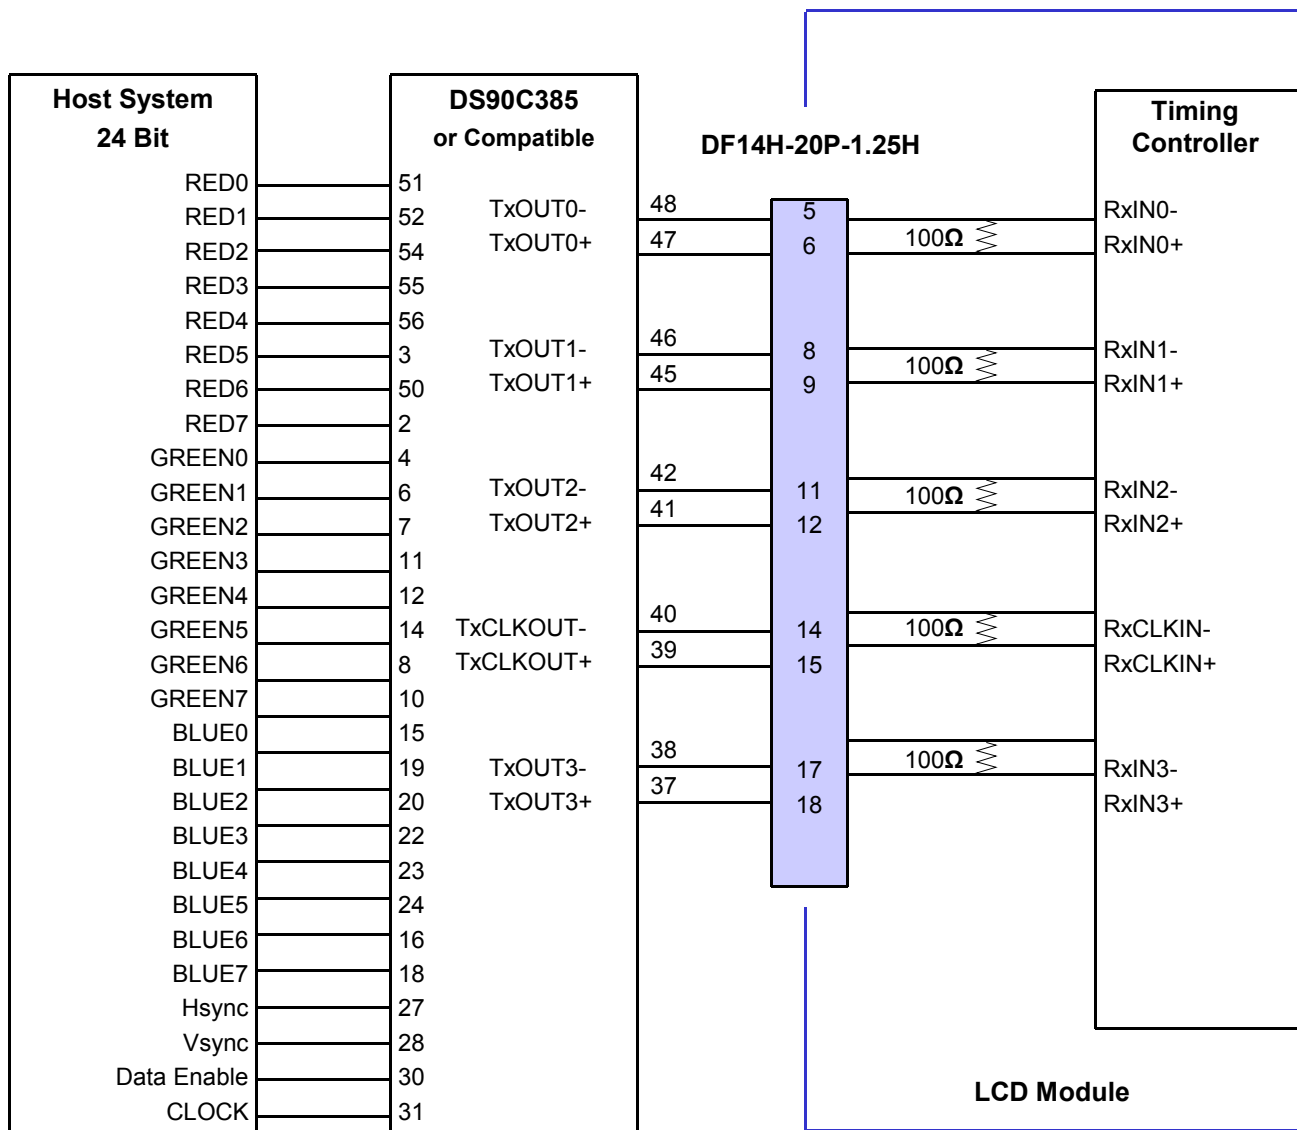 Host System
24 Bit
RED0
RED1
RED2
RED3
RED4
RED5
RED6
RED7
GREEN0
GREEN1
GREEN2
GREEN3
GREEN4
GREEN5
GREEN6
GREEN7
BLUE0
BLUE1
BLUE2
BLUE3
BLUE4
BLUE5
BLUE6
BLUE7
Hsync
Vsync
Data Enable
CLOCK
DS90C385
or Compatible
51
52
54
55
56
3
50
2
4
6
7
11
12
14
8
10
15
19
20
22
23
24
16
18
27
28
30
31
TxOUT0-
TxOUT0+
TxOUT1-
TxOUT1+
TxOUT2-
TxOUT2+
TxCLKOUT-
TxCLKOUT+
TxOUT3-
TxOUT3+
48
47
46
45
42
41
40
39
38
37
DF14H-20P-1.25H
5
6
8
9
11
12
14
15
17
18
100Ω
100Ω
100Ω
100Ω
100Ω
Timing
Controller
RxIN0-
RxIN0+
RxIN1-
RxIN1+
RxIN2-
RxIN2+
RxCLKIN-
RxCLKIN+
RxIN3-
RxIN3+
LCD Module